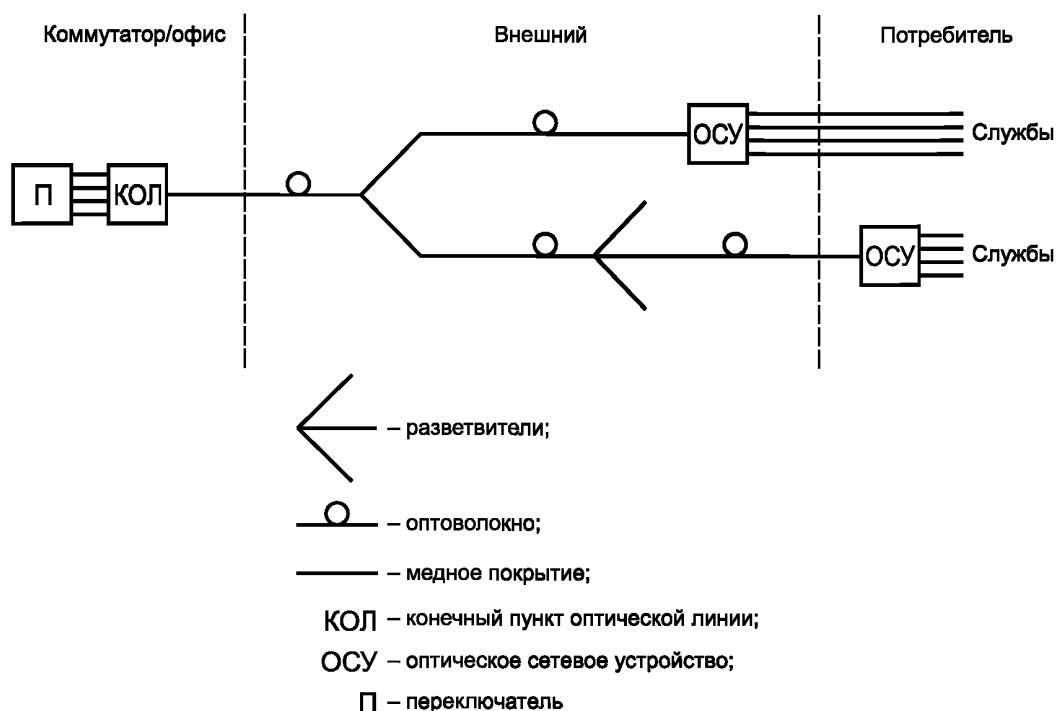 Коммутатор/офис
Внешний
Потребитель
ОСУ
Службы
П
КОЛ
ОСУ
Службы
– разветвители;
– оптоволокно;
– медное покрытие;
КОЛ – конечный пункт оптической линии;
ОСУ – оптическое сетевое устройство;
П – переключатель